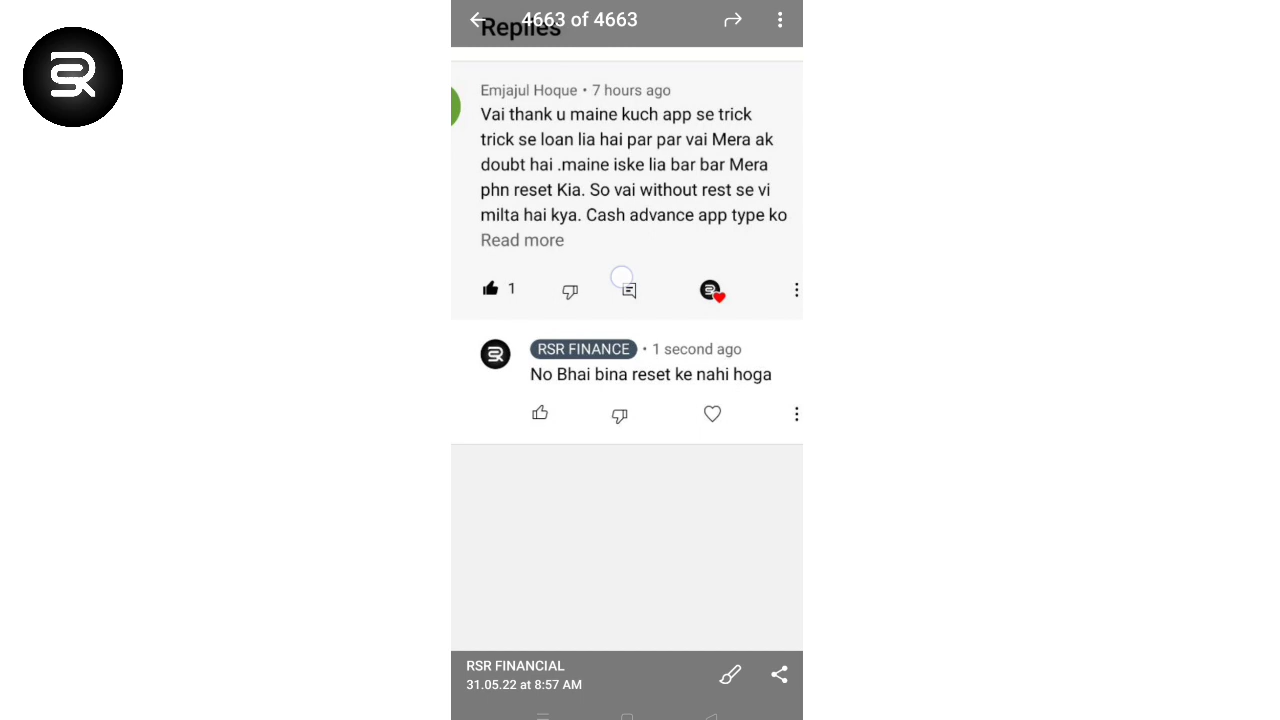 4663 of 4663
Replies
Emjajul Hoque • 7 hours ago
Vai thank u maine kuch app se trick
trick se loan lia hai par par vai Mera ak
doubt hai .maine iske lia bar bar Mera
phn reset Kia. So vai without rest se vi
milta hai kya. Cash advance app type ko
Read more
1
RSR FINANCE • 1 second ago
No Bhai bina reset ke nahi hoga
RSR FINANCIAL
31.05.22 at 8:57 AM